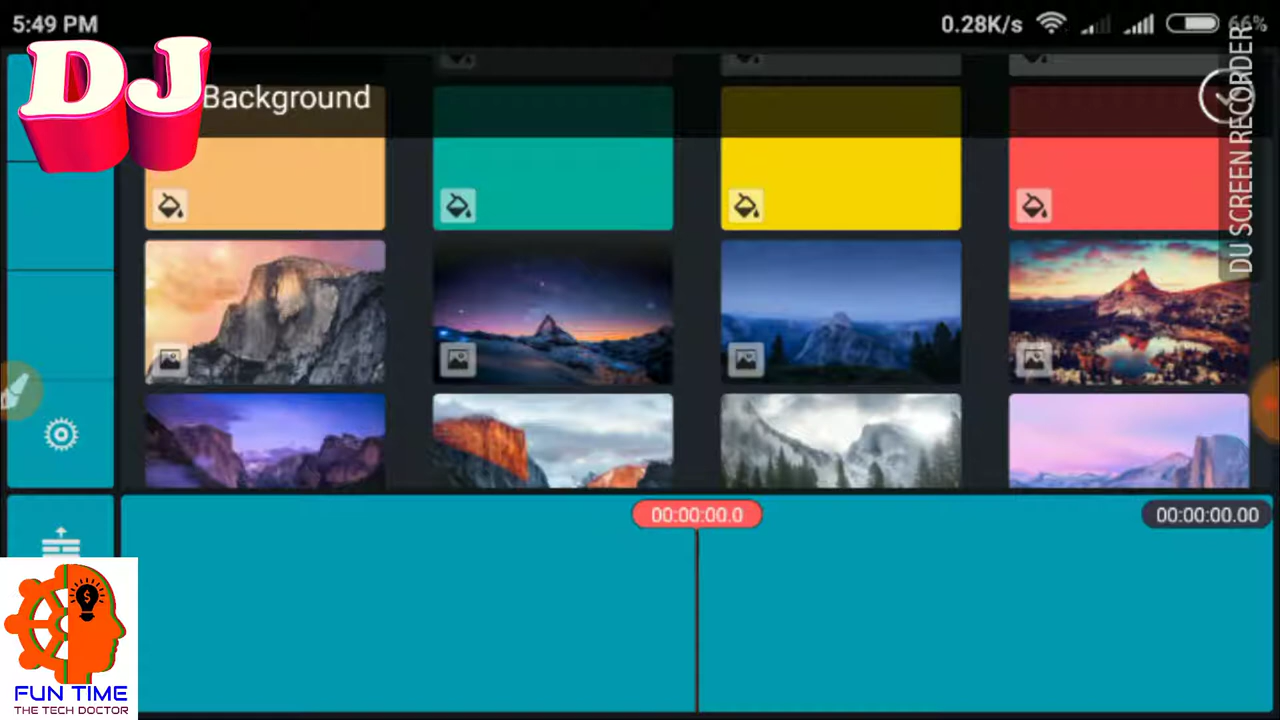 5:49 PM
0.28K/s
66%
DJ
Background
DU SCREEN RECORDER
00:00:00.0
00:00:00.00
$
FUN TIME
THE TECH DOCTOR